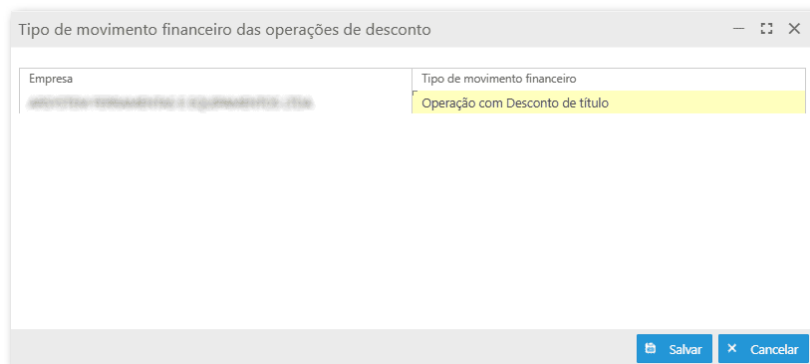 Tipo de movimento financeiro das operações de desconto
Empresa
Tipo de movimento financeiro
Operação com Desconto de título
Salvar
Cancelar